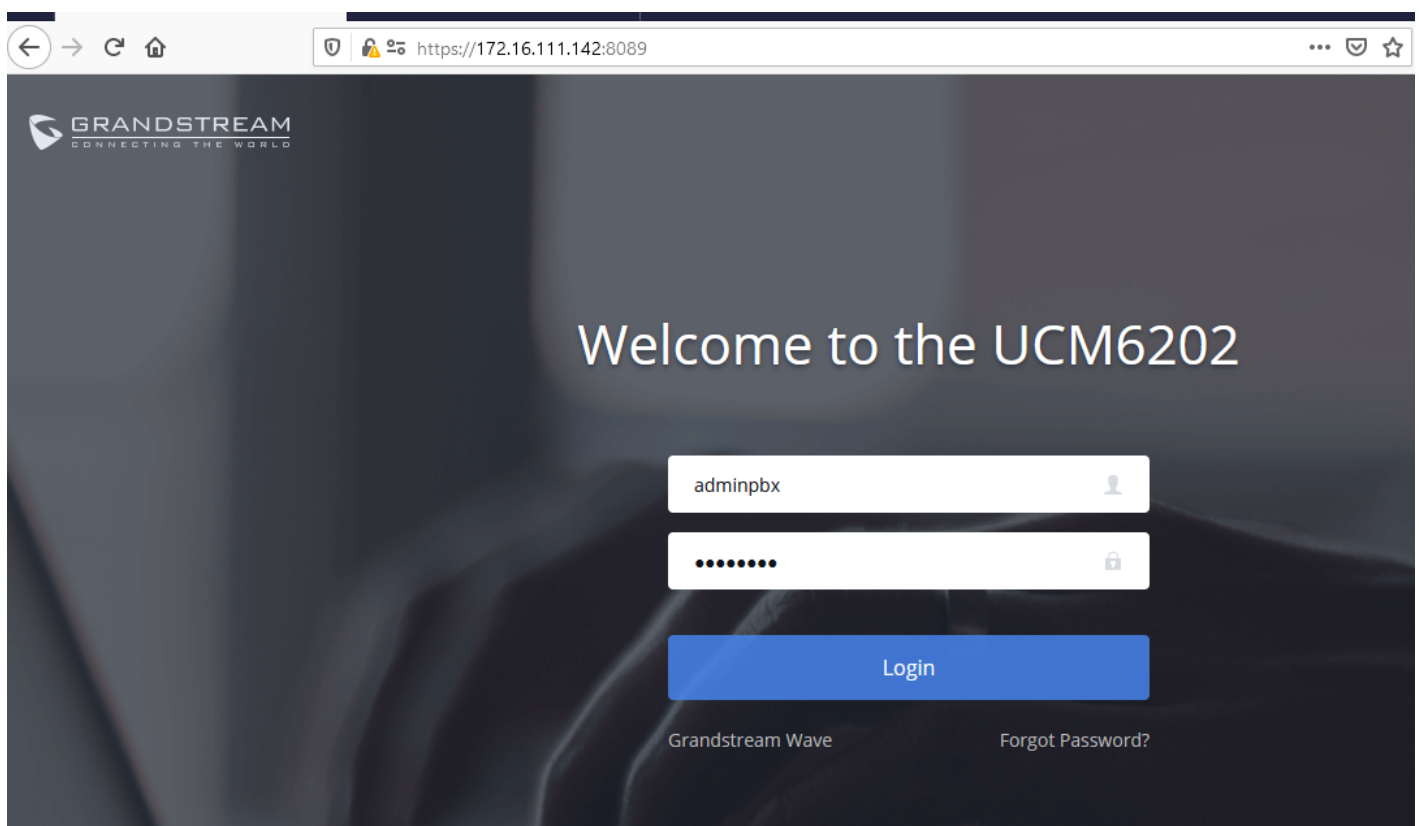 https://172.16.111.142:8089
GRANDSTREAM
CONNECTING THE WORLD
Welcome to the UCM6202
adminpbx
••••••••
Login
Grandstream Wave Forgot Password?